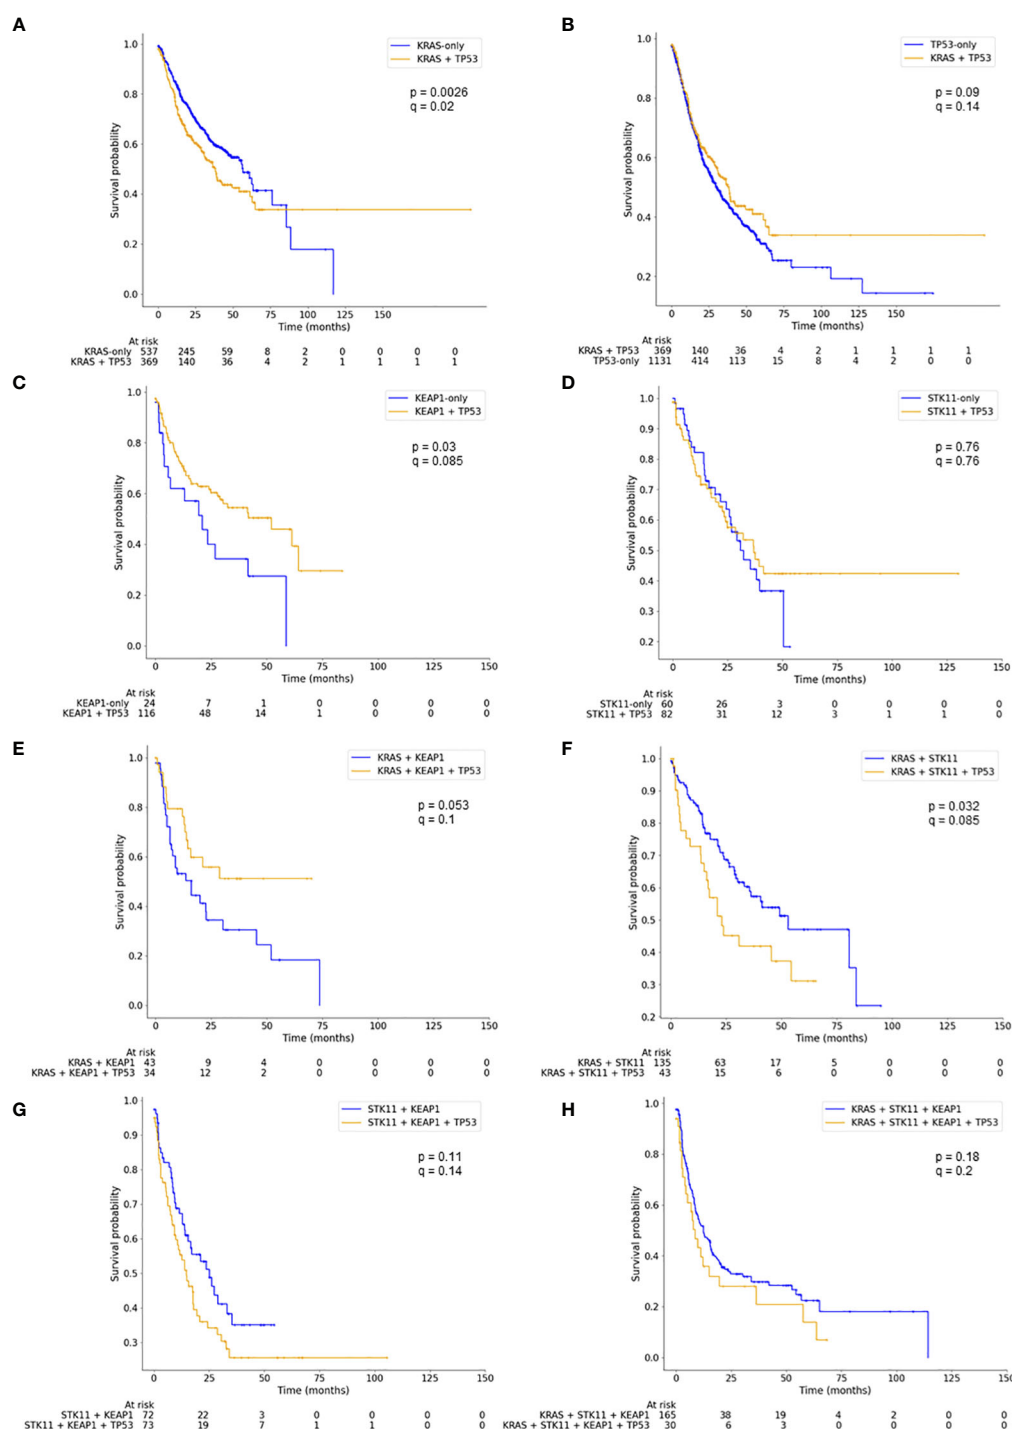 A
KRAS-only
KRAS + TP53
p = 0.0026
q = 0.02
1.0
0.8
0.6
0.4
0.2
0.0
Survival probability
0 25 50 75 100 125 150
Time (months)
At risk
KRAS-only 537 245 59 8 2 0 0 0 0
KRAS + TP53 369 140 36 4 2 1 1 1 1
B
TP53-only
KRAS + TP53
p = 0.09
q = 0.14
1.0
0.8
0.6
0.4
0.2
Survival probability
0 25 50 75 100 125 150
Time (months)
At risk
KRAS + TP53 369 140 36 4 2 1 1 1 1
TP53-only 1131 414 113 15 8 4 2 0 0
C
KEAP1-only
KEAP1 + TP53
p = 0.03
q = 0.085
1.0
0.8
0.6
0.4
0.2
0.0
Survival probability
0 25 50 75 100 125 150
Time (months)
At risk
KEAP1-only 24 7 1 0 0 0 0
KEAP1 + TP53 116 48 14 1 0 0 0
D
STK11-only
STK11 + TP53
p = 0.76
q = 0.76
1.0
0.9
0.8
0.7
0.6
0.5
0.4
0.3
0.2
Survival probability
0 25 50 75 100 125 150
Time (months)
At risk
STK11-only 60 26 3 0 0 0 0
STK11 + TP53 82 31 12 3 1 1 0
E
KRAS + KEAP1
KRAS + KEAP1 + TP53
p = 0.053
q = 0.1
1.0
0.8
0.6
0.4
0.2
0.0
Survival probability
0 25 50 75 100 125 150
Time (months)
At risk
KRAS + KEAP1 43 9 4 0 0 0 0
KRAS + KEAP1 + TP53 34 12 2 0 0 0 0
F
KRAS + STK11
KRAS + STK11 + TP53
p = 0.032
q = 0.085
1.0
0.9
0.8
0.7
0.6
0.5
0.4
0.3
0.2
Survival probability
0 25 50 75 100 125 150
Time (months)
At risk
KRAS + STK11 135 63 17 5 0 0 0
KRAS + STK11 + TP53 43 15 6 0 0 0 0
G
STK11 + KEAP1
STK11 + KEAP1 + TP53
p = 0.11
q = 0.14
1.0
0.9
0.8
0.7
0.6
0.5
0.4
0.3
Survival probability
0 25 50 75 100 125 150
Time (months)
At risk
STK11 + KEAP1 72 22 3 0 0 0 0
STK11 + KEAP1 + TP53 73 19 7 1 1 0 0
H
KRAS + STK11 + KEAP1
KRAS + STK11 + KEAP1 + TP53
p = 0.18
q = 0.2
1.0
0.8
0.6
0.4
0.2
0.0
Survival probability
0 25 50 75 100 125 150
Time (months)
At risk
KRAS + STK11 + KEAP1 165 38 19 4 2 0 0
KRAS + STK11 + KEAP1 + TP53 30 6 3 0 0 0 0